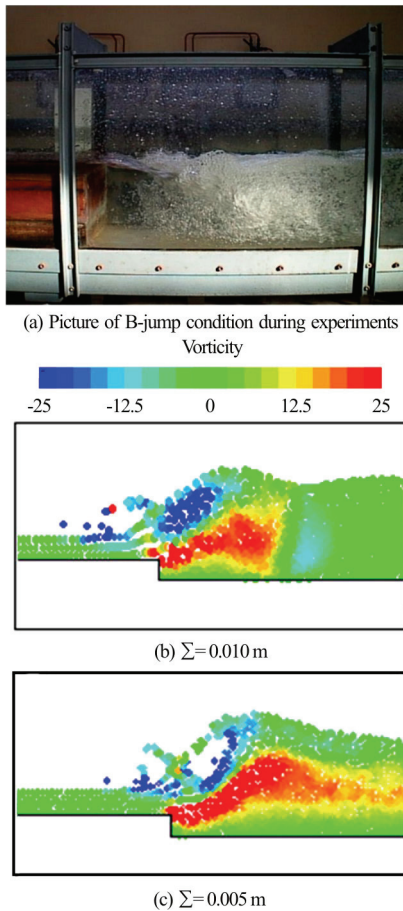 (a) Picture of B-jump condition during experiments
Vorticity
-25 -12.5 0 12.5 25
(b) ∑=0.010 m
(c) ∑=0.005 m